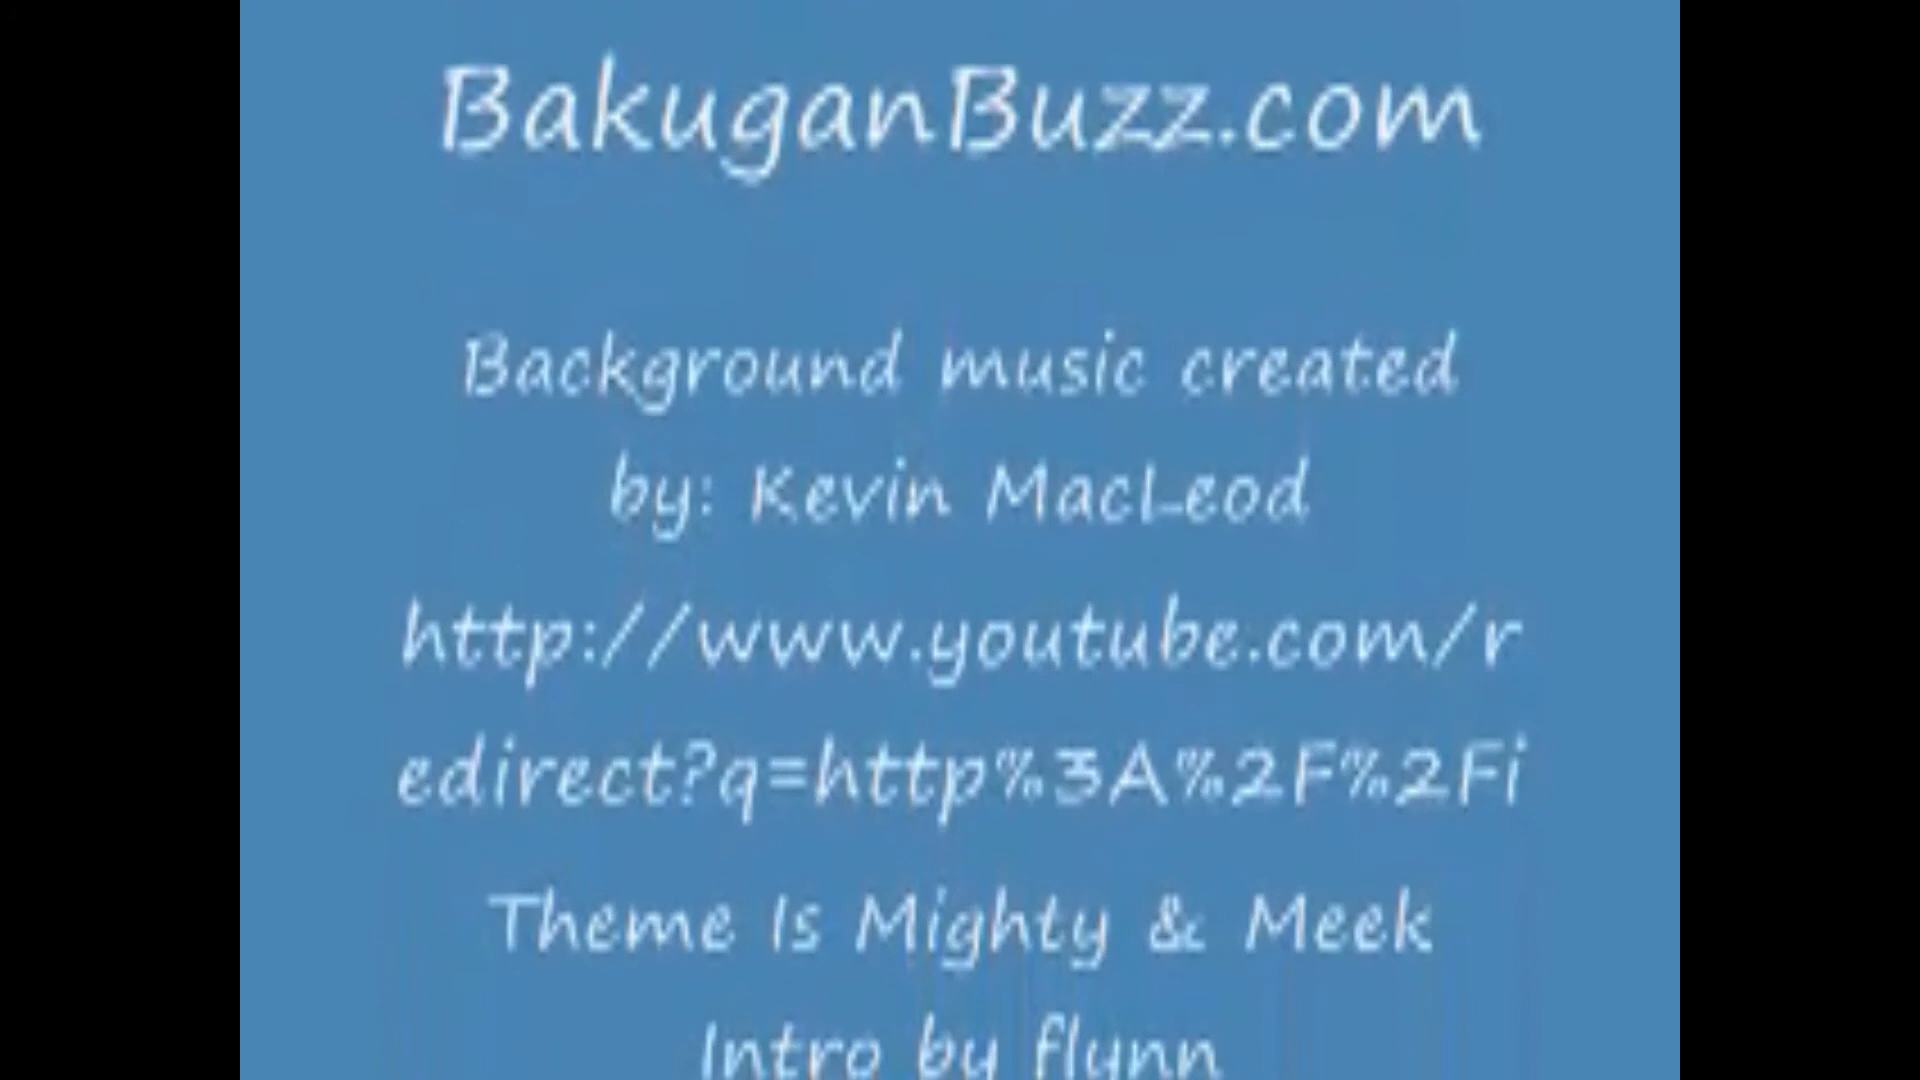 BakuganBuzz.com
Background music created
by: Kevin MacLeod
http://www.youtube.com/r
edirect?q=http%3A%2F%2Fi
Theme Is Mighty & Meek
Intro by flynn